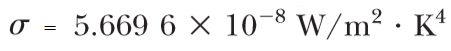 σ = 5.669 6 × 10⁻⁸ W/m² · K⁴